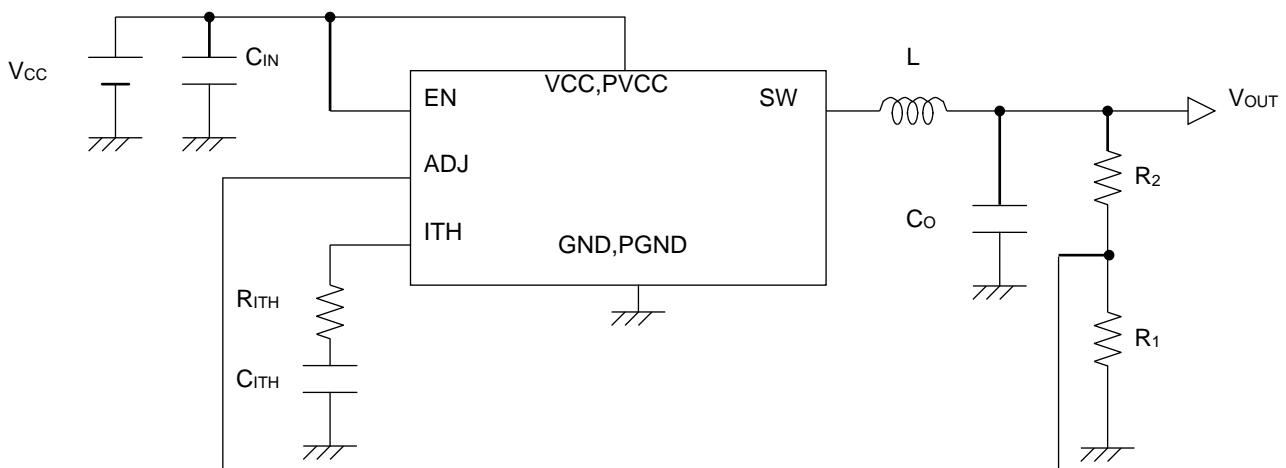 VCC
CIN
VCC,PVCC
EN
SW
L
VOUT
ADJ
R2
ITH
GND,PGND
CO
RITH
R1
CITH